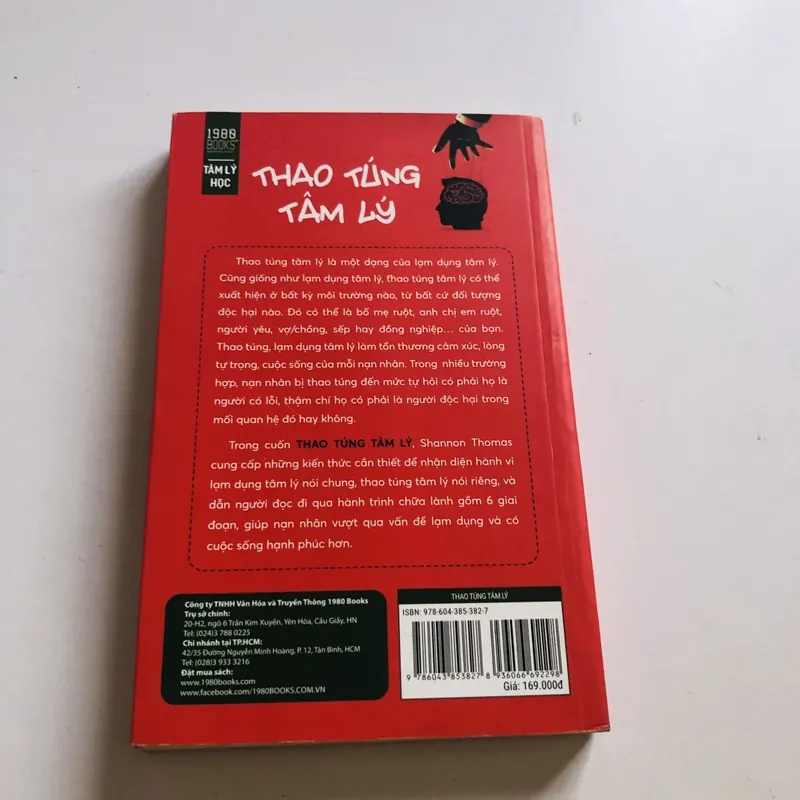 1980
BOOKS
TÂM LÝ
HỌC
THAO TÚNG
TÂM LÝ
Thao túng tâm lý là một dạng của lạm dụng tâm lý.
Cũng giống như lạm dụng tâm lý, thao túng tâm lý có thể
xuất hiện ở bất kỳ môi trường nào, từ bất cứ đối tượng
độc hại nào. Đó có thể là bố mẹ ruột, anh chị em ruột,
người yêu, vợ/chồng, sếp hay đồng nghiệp... của bạn.
Thao túng, lạm dụng tâm lý làm tổn thương cảm xúc, lòng
tự trọng, cuộc sống của mỗi nạn nhân. Trong nhiều trường
hợp, nạn nhân bị thao túng đến mức tự hỏi có phải họ là
người có lỗi, thậm chí họ có phải là người độc hại trong
mối quan hệ đó hay không.
Trong cuốn THAO TÚNG TÂM LÝ, Shannon Thomas
cung cấp những kiến thức cần thiết để nhận diện hành vi
lạm dụng tâm lý nói chung, thao túng tâm lý nói riêng, và
dẫn người đọc đi qua hành trình chữa lành gồm 6 giai
đoạn, giúp nạn nhân vượt qua vấn đề lạm dụng và có
cuộc sống hạnh phúc hơn.
Công ty TNHH Văn Hóa và Truyền Thông 1980 Books
Trụ sở chính:
20-H2, ngõ 6 Trần Kim Xuyến, Yên Hòa, Cầu Giấy, HN
Tel: (024)3 788 0225
Chi nhánh tại TP.HCM:
42/35 Đường Nguyễn Minh Hoàng, P. 12, Tân Bình, HCM
Tel: (028)3 933 3216
Đặt mua sách:
www.1980books.com
www.facebook.com/1980BOOKS.COM.VN
THAO TÚNG TÂM LÝ
ISBN: 978-604-385-382-7
9 786043 853827 8 936066 692298
Giá: 169.000đ